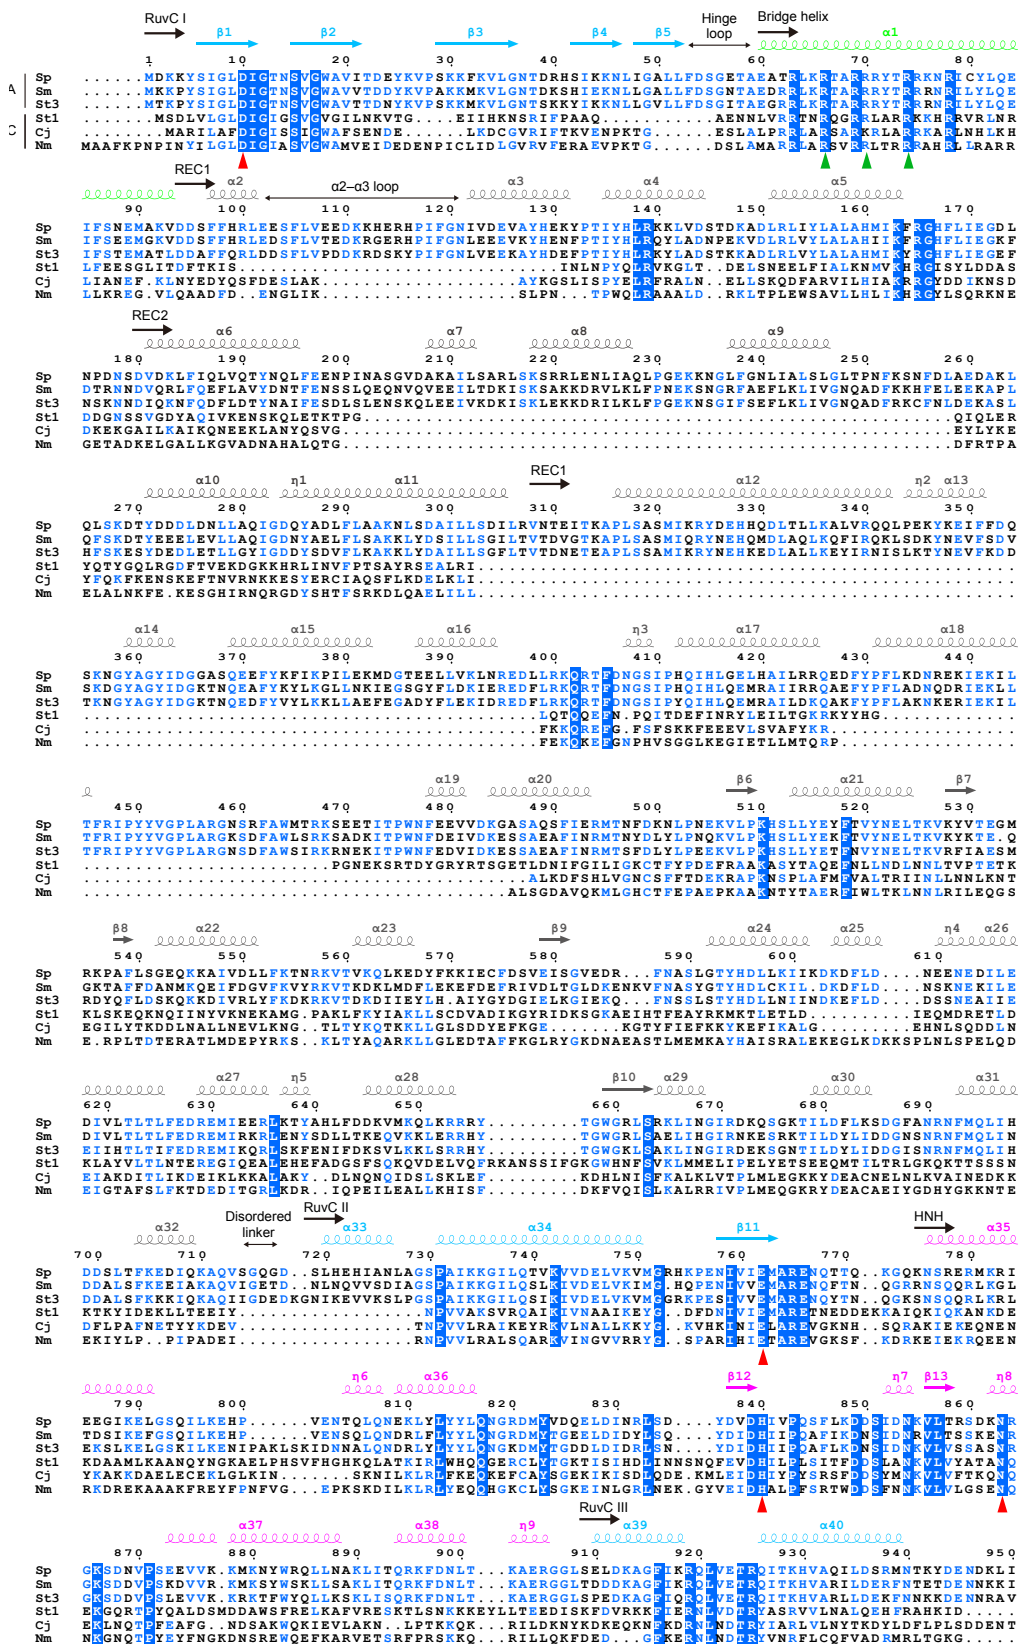 RuvC I
Hinge
loop
Bridge helix
β1 β2 β3 β4 β5 α1
1 10 20 30 40 50 60 70 80
Sp ......MDKKYSIGLDIGTNSVGWAVITDEYKVPSKKFKVLGNTDRHSIKKNLIGALLFDSGETAEATRLKRTARRRYTRRKNRICYLQE
Sm ......MKKPYSIGLDIGTNSVGWAVVTDDYKVPAKKMKVLGNTDKSHIKKNLLGALLFDSGNTAEDRRLKRTARRRYTRRRNRILYLQE
St3 ......MTKPYSIGLDIGTNSVGWAVTTDNYKVPSKKMKVLGNTSKKYIKKNLLGVLLFDSGITAEGRRLKRTARRRYTRRRNRILYLQE
St1 .......MSDLVLGLDIGIGSVGVGILNKVTG......EIIHKNSRIFPAAQ.......AENNLVRRTNRQGRRLARRKKHRRVRLNR
Cj ......MARILAFDIGISSIGWAFSENDE.......LKDCGVRIFTKVENPKTG......ESLALPRRLARSARKRLARRKARLNHLKH
Nm MAAFKPNPINYILGLDIGIASVGWAMVEIDEDENPICLIDLGVRVFERAEVPKTG......DSLAMARRLARSVRRLTRRRAHRLLRARR
REC1
α2 α2–α3 loop α3 α4 α5
90 100 110 120 130 140 150 160 170
Sp IFSNEMAKVDDSFFHRLEESFLVEEDKKHERHPIFGNIVDEVAYHEKYPTIYHLRKKLVDSTDKADLRLIYLALAHMIKFRGHFLIEGDL
Sm IFSEEMGKVDDSFFHRLEDSFLVTEDKRGERHPIFGNLEEEVKYHENFPTIYHLRQYLADNPEKVDLRLVYLALAHIIKFRGHFLIEGKF
St3 IFSTEMATLDDAFFQRLDDSFLVPDDKRDSKYPIFGNLVEEKAYHDEFPTIYHLRKYLADSTKKADLRLVYLALAHMIKYRGHFLIEGEF
St1 LFEESGLITDFTKIS.............................INLNPYQLRVKGLT..DELSNEELFIALKNMVKHRGISYLDDAS
Cj LIANEF.KLNYEDYQSFDESLAK....................AYKGSLISPYELRFRALN..ELLSKQDFARVILHIAKRRGYDDIKNSD
Nm LLKREG.VLQAADFD..ENGLIK....................SLPN..TPWQLRAAALD..RKLTPLEWSAVLLHLIKHRGYLSQRKNE
REC2
α6 α7 α8 α9
180 190 200 210 220 230 240 250 260
Sp NPDNSDVDKLFIQLVQTYNQLFEENPINASGVDAKAILSARLSKSRRLENLIAQLPGEKKNGLFGNLIALSLGLTPNFKSNFDLAEDAKL
Sm DTRNNDVQRLFQEFLAVYDNTFENSSLQEQNVQVEEILTDKISKSAKKDRVLKLFPNEKSNGRFAEFLKLIVGNQADFKKHFELEEKAPL
St3 NSKNNDIQKNFQDFLDTYNAIFESDLSLENSKQLEEIVKDKISKLEKKDRILKLFPGEKNSGIFSEFLKLIVGNQADFRKCFNLDEKASL
St1 DDGNSSVGDYAQIVKENSKQLETKTPG...........................................................QIQLER
Cj DKEKGAILKAIKQNEEKLANYQSVG.............................................................EYLYKE
Nm GETADKELGALLKGVADNAHALQTG.............................................................DFRTPA
REC1
α10 η1 α11 α12 η2 α13
270 280 290 300 310 320 330 340 350
Sp QLSKDTYDDDLDNLLAQIGDQYADLFLAAKNLSDAILLSDILRVNTEITKAPLSASMIKRYDEHHQDLTLLKALVRQQLPEKYKEIFFDQ
Sm QFSKDTYEEELEVLLAQIGDNYAELFLSAKKLYDSILLSGILTVTDVGTKAPLSASMIQRYNEHQMDLAQLKQFIRQKLSDKYNEVFSDV
St3 HFSKESYDEDLETLLGYIGDDYSDVFLKAKKLYDAILLSGFLTVTDNETEAPLSSAMIKRYNEHKEDLALLKEYIRNISLKTYNEVFKDD
St1 YQTYGQLRGDFTVEKDGKKHRLINVFPTSAYRSEALRI....................................................
Cj YFQKFKENSKEFTNVRNKKESYERCIAQSFLKDELKLI....................................................
Nm ELALNKFE.KESGHIRNQRGDYSHTFSRKDLQAELILL....................................................
α14 α15 α16 η3 α17 α18
360 370 380 390 400 410 420 430 440
Sp SKNGYAGYIDGGASQEEFYKFIKPILEKMDGTEELLVKLNREDLLRKQRTFDNGSIPHQIHLGELHAILRRQEDFYPFLKDNREKIEKIL
Sm SKDGYAGYIDGKTNQEAFYKYLKGLLNKIEGSGYFLDKIEREDFLRKQRTFDNGSIPHQIHLQEMRAIIRRQAEFYPFLADNQDRIEKLL
St3 TKNGYAGYIDGKTNQEDFYVYLKKLLAEFEGADYFLEKIDREDFLRKQRTFDNGSIPYQIHLQEMRAILDKQAKFYPFLAKNKERIEKIL
St1 ............................................LQTQQEFN.PQITDEFINRYLEILTGKRKYYHG..............
Cj ............................................FKKQREFG.FSFSKKFEEEVLSVAFYKR...................
Nm ............................................FEKQKEFGNPHVSGGLKEGIETLLMTQRP..................
α19 α20 β6 α21 β7
450 460 470 480 490 500 510 520 530
Sp TFRIPYYVGPLARGNSRFAWMTRKSEETITPWNFEEVVDKGASAQSFIERMTNFDKNLPNEKVLPKHSLLYEYFTVYNELTKVKYVTEGM
Sm TFRIPYYVGPLARGKSDFAWLSRKSADKITPWNFDEIVDKESSAEAFINRMTNYDLYLPNQKVLPKHSLLYEKFTVYNELTKVKYKTE.Q
St3 TFRIPYYVGPLARGNSDFAWSIRKRNEKITPWNFEDVIDKESSAEAFINRMTSFDLYLPEEKVLPKHSLLYETFNVYNELTKVRFIAESM
St1 ........................PGNEKSRTDYGRYRTSGETLDNIFGILIGKCTFYPDEFRAAKASYTAQEFNLLNDLNNLTVPTETK
Cj ........................................ALKDFSHLVGNCSFFTDEKRAPKNSPLAFMFVALTRIINLLNNLKNT
Nm .........................................ALSGDAVQKMLGHCTFEPAEPKAAKNTYTAERFIWLTKLNNLRILEQGS
β8 α22 α23 β9 α24 α25 η4 α26
540 550 560 570 580 590 600 610
Sp RKPAFLSGEQKKAIVDLLFKTNRKVTVKQLKEDYFKKIECFDSVEISGVEDR...FNASLGTYHDLLKIIKDKDFLD....NEENEDILE
Sm GKTAFFDANMKQEIFDGVFKVYRKVTKDKLMDFLEKEFDEFRIVDLTGLDKENKVFNASYGTYHDLCKIL.DKDFLD....NSKNEKILE
St3 RDYQFLDSKQKKDIVRLYFKDKRKVTDKDIIEYLH.AIYGYDGIELKGIEKQ...FNSSLSTYHDLLNIINDKEFLD....DSSNEAIIE
St1 KLSKEQKNQIINYVKNEKAMG.PAKLFKYIAKLLSCDVADIKGYRIDKSGKAEIHTFEAYRKMKTLETLD......IEQMDRETLD
Cj EGILYTKDDLNALLNEVLKNG...TLTYKQTKKLLGLSDDYEFKGE.......KGTYFIEFKKYKEFIKALG.....EHNLSQDDLN
Nm E.RPLTDTERATLMDEPYRKS..KLTYAQARKLLGLEDTAFFKGLRYGKDNAEASTLMEMKAYHAISRALEKEGLKDKKSPLNLSPELQD
α27 η5 α28 β10 α29 α30 α31
620 630 640 650 660 670 680 690
Sp DIVLTLTLFEDREMIEERLKTYAHLFDDKVMKQLKRRRY.........TGWGRLSRKLINGIRDKQSGKTILDFLKSDGFANRNFMQLIH
Sm DIVLTLTLFEDREMIRKRLENYSDLLTKEQVKKLERRHY.........TGWGRLSAELIHGIRNKESRKTILDYLIDDGNSNRNFMQLIN
St3 EIIHTLTIFEDREMIKQRLSKFENIFDKSVLKKLSRRHY.........TGWGKLSAKLINGIRDEKSGNTILDYLIDDGISNRNFMQLIH
St1 KLAYVLTLNTEREGIQEALEHEFADGSFSQKQVDELVQFRKANSSIFGKGWHNFSVKLMMELIPELYETSEEQMTILTRLGKQKTTSSSN
Cj EIAKDITLIKDEIKLKKALAKY..DLNQNQIDSLSKLEF.........KDHLNISFKALKLVTPLMLEGKKYDEACNELNLKVAINEDKK
Nm EIGTAFSLFKTDEDITGRLKDR..IQPEILEALLKHISF.........DKFVQISLKALRRIVPLMEQGKRYDEACAEIYGDHYGKKNTE
α32
Disordered
linker
RuvC II
α33 α34 β11
HNH
α35
700 710 720 730 740 750 760 770 780
Sp DDSLTFKEDIQKAQVSGQGD..SLHEHIANLAGSPAIKKGILQTVKVVDELVKVMGRHKPENIVIEMARENQTTQ..KGQKNSRERMKRI
Sm DDALSFKEEIAKAQVIGETD..NLNQVVSDIAGSPAIKKGILQSLKIVDELVKIMG.HQPENIVVEMARENQFTN..QGRRNSQQRLKGL
St3 DDALSFKKKIQKAQIIGDEDKGNIKEVVKSLPGSPAIKKGILQSIKIVDELVKVMGGRKPESIVVEMARENQYTN..QGKSNSQQRLKRL
St1 KTKYIDEKLLTEEIY................NPVVAKSVRQAIKIVNAAIKEYG..DFDNIVIEMARETNEDDEKKAIQKIQKANKDE
Cj DFLPAFNETYYKDEV................TNPVVLRAIKEYRKVLNALLKKYG..KVHKINIELAREVGKNH..SQRAKIEKEQNEN
Nm EKIYLP..PIPADEI................RNPVVLRALSQARKVINGVVRRYG..SPARIHIETAREVGKSF..KDRKEIEKRQEEN
η6 α36 β12 η7 β13 η8
790 800 810 820 830 840 850 860
Sp EEGIKELGSQILKEHP......VENTQLQNEKLYLYYLQNGRDMYVDQELDINRLSD....YDVDHIVPQSFLKDDSIDNKVLTRSDKNR
Sm TDSIKEFGSQILKEHP......VENSQLQNDRLFLYYLQNGRDMYTGEELDIDYLSQ....YDIDHIIPQAFIKDNSIDNRVLTSSKENR
St3 EKSLKELGSKILKENIPAKLSKIDNNALQNDRLYLYYLQNGKDMYTGDDLDIDRLSN....YDIDHIIPQAFLKDNSIDNKVLVSSASNR
St1 KDAAMLKAANQYNGKAELPHSVFHGHKQLATKIRLWHQQGERCLYTGKTISIHDLINNSNQFEVDHILPLSITFDDSLANKVLVYATANQ
Cj YKAKKDAELECEKLGLKIN......SKNILKLRLFKEQKEFCAYSGEKIKISDLQDEKMLEIDHIYPYSRSFDDSYMNKVLVFTKQNQ
Nm RKDREKAAAKFREYFPNFVG....EPKSKDILKLRLYEQQHGKCLYSGKEINLGRLNEK.GYVEIDHALPFSRTWDDSFNNKVLVLGSENQ
α37 α38 η9
RuvC III
α39 α40
870 880 890 900 910 920 930 940 950
Sp GKSDNVPSEEVVK.KMKNYWRQLLNAKLITQRKFDNLT...KAERGGLSELDKAGFIKRQLVETRQITKHVAQILDSRMNTKYDENDKLI
Sm GKSDDVPSKDVVR.KMKSYWSKLLSAKLITQRKFDNLT...KAERGGLTDDDKAGFIKRQLVETRQITKHVARILDERFNTETDENNKKI
St3 GKSDDVPSLEVVK.KRKTFWYQLLKSKLISQRKFDNLT...KAERGGLSPEDKAGFIQRQLVETRQITKHVARLLDEKFNNKKDENNRAV
St1 EKGQRTPYQALDSMDDAWSFRELKAFVRESKTLSNKKKEYLLTEEDISKFDVRKKFIERNLVDTRYASRVVLNALQEHFRAHKID.....
Cj LKLNQTPFEAFG..NDSAKWQKIEVLAKN.LPTKKQK....RILDKNYKDKEQKNFKDRNLNDTRYIARLVLNYTKDYLDFLPLSDDENT
Nm NKGNQTPYEYFNGKDNSREWQEFKARVETSRFPRSKKQ...RILLQKFDED....GFKERNLNDTRYVNRFLCQFVADRMRLTGKG....